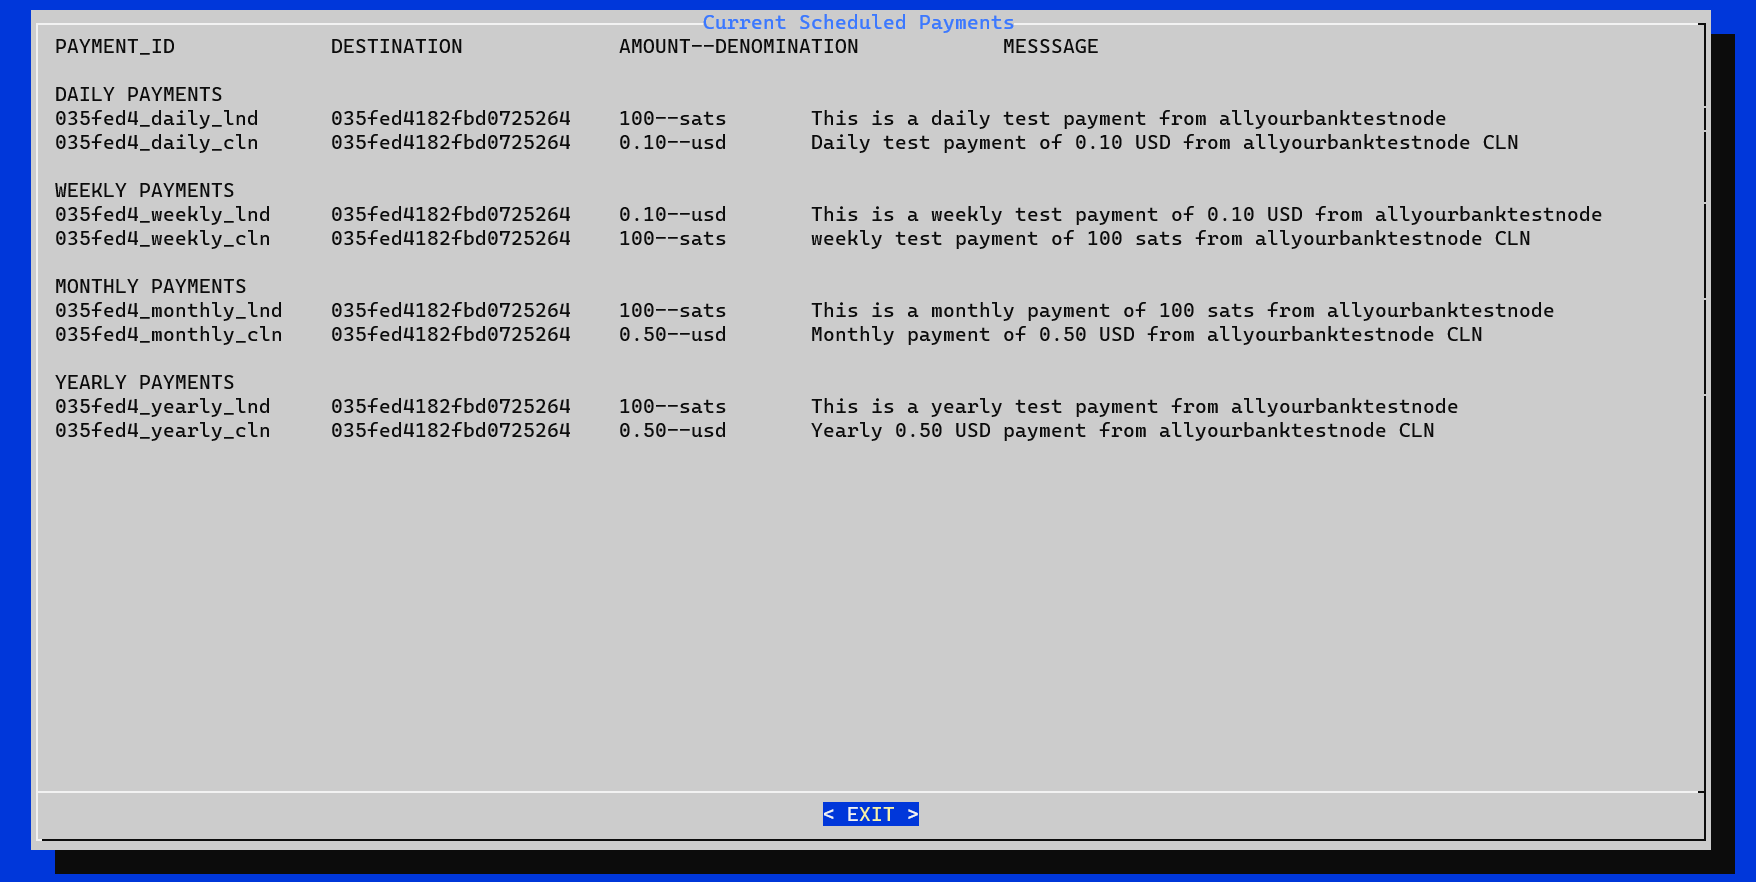 Current Scheduled Payments
PAYMENT_ID DESTINATION AMOUNT--DENOMINATION MESSSAGE
DAILY PAYMENTS
035fed4_daily_lnd 035fed4182fbd0725264 100--sats This is a daily test payment from allyourbanktestnode
035fed4_daily_cln 035fed4182fbd0725264 0.10--usd Daily test payment of 0.10 USD from allyourbanktestnode CLN
WEEKLY PAYMENTS
035fed4_weekly_lnd 035fed4182fbd0725264 0.10--usd This is a weekly test payment of 0.10 USD from allyourbanktestnode
035fed4_weekly_cln 035fed4182fbd0725264 100--sats weekly test payment of 100 sats from allyourbanktestnode CLN
MONTHLY PAYMENTS
035fed4_monthly_lnd 035fed4182fbd0725264 100--sats This is a monthly payment of 100 sats from allyourbanktestnode
035fed4_monthly_cln 035fed4182fbd0725264 0.50--usd Monthly payment of 0.50 USD from allyourbanktestnode CLN
YEARLY PAYMENTS
035fed4_yearly_lnd 035fed4182fbd0725264 100--sats This is a yearly test payment from allyourbanktestnode
035fed4_yearly_cln 035fed4182fbd0725264 0.50--usd Yearly 0.50 USD payment from allyourbanktestnode CLN
< EXIT >